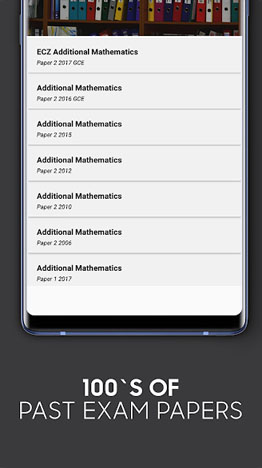 ECZ Additional Mathematics
Paper 2 2017 GCE
Additional Mathematics
Paper 2 2016 GCE
Additional Mathematics
Paper 2 2015
Additional Mathematics
Paper 2 2012
Additional Mathematics
Paper 2 2010
Additional Mathematics
Paper 2 2006
Additional Mathematics
Paper 1 2017
100`S OF
PAST EXAM PAPERS